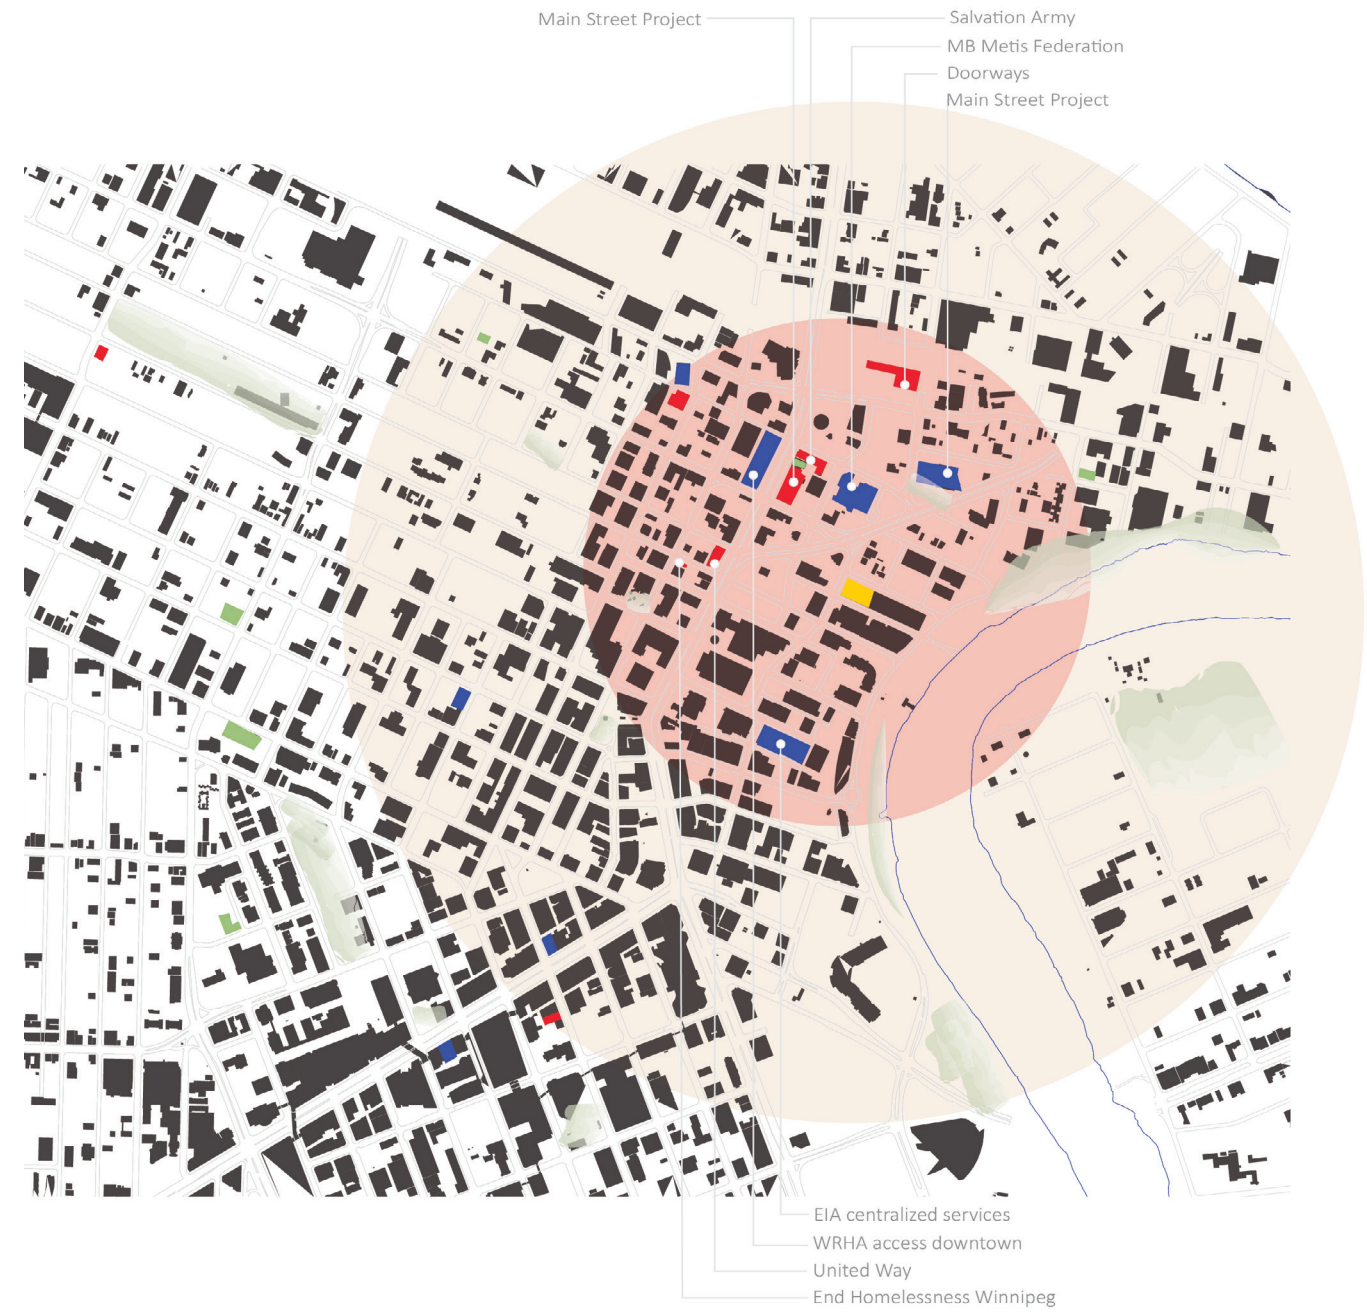 Main Street Project
Salvation Army
MB Metis Federation
Doorways
Main Street Project
EIA centralized services
WRHA access downtown
United Way
End Homelessness Winnipeg